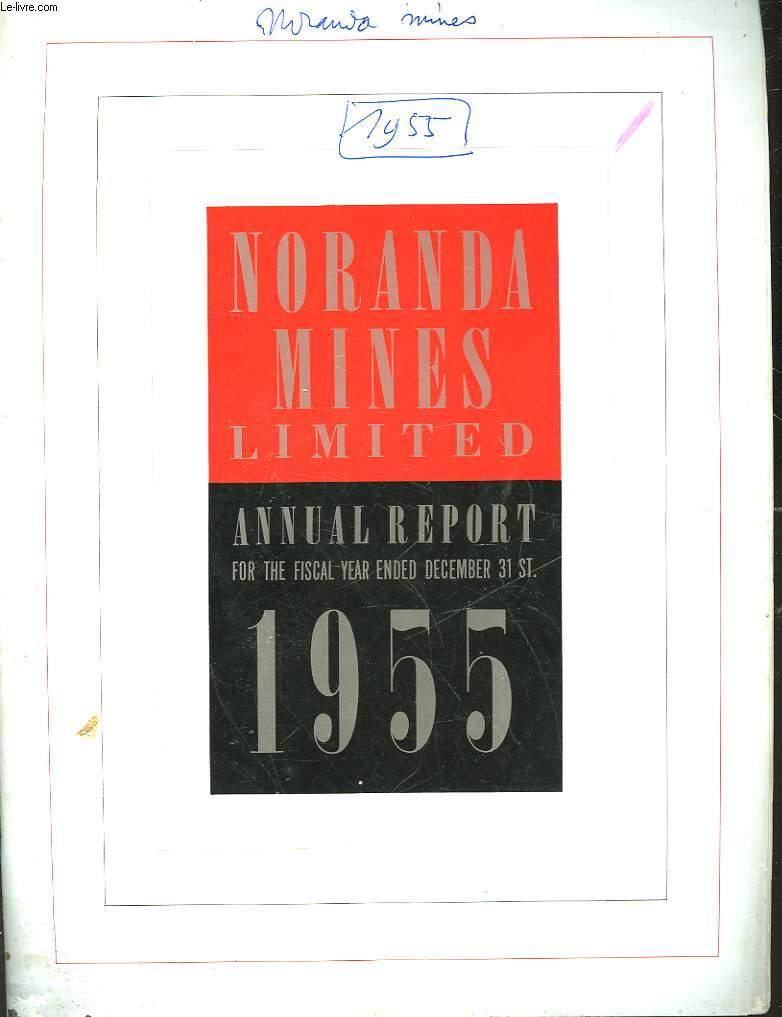 Le-livre.com
Noranda mines
1955
NORANDA
MINES
LIMITED
ANNUAL REPORT
FOR THE FISCAL YEAR ENDED DECEMBER 31 ST.
1955